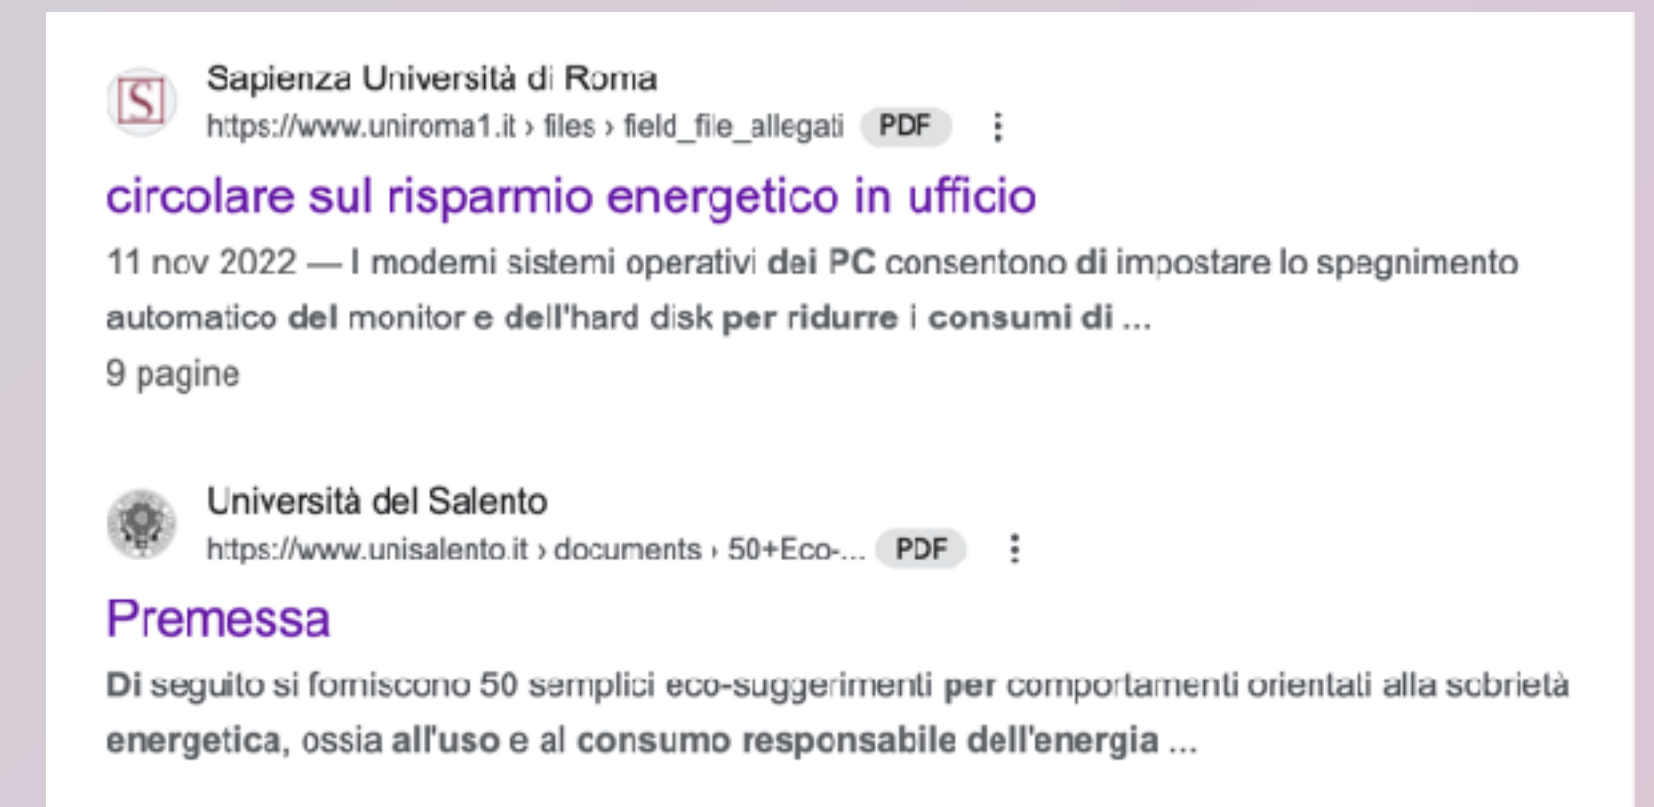 Sapienza Università di Roma
https://www.uniroma1.it › files › field_file_allegati PDF
circolare sul risparmio energetico in ufficio
11 nov 2022 — I moderni sistemi operativi dei PC consentono di impostare lo spegnimento
automatico del monitor e dell'hard disk per ridurre i consumi di ...
9 pagine
Università del Salento
https://www.unisalento.it › documents › 50+Eco-... PDF
Premessa
Di seguito si forniscono 50 semplici eco-suggerimenti per comportamenti orientati alla sobrietà
energetica, ossia all'uso e al consumo responsabile dell'energia ...